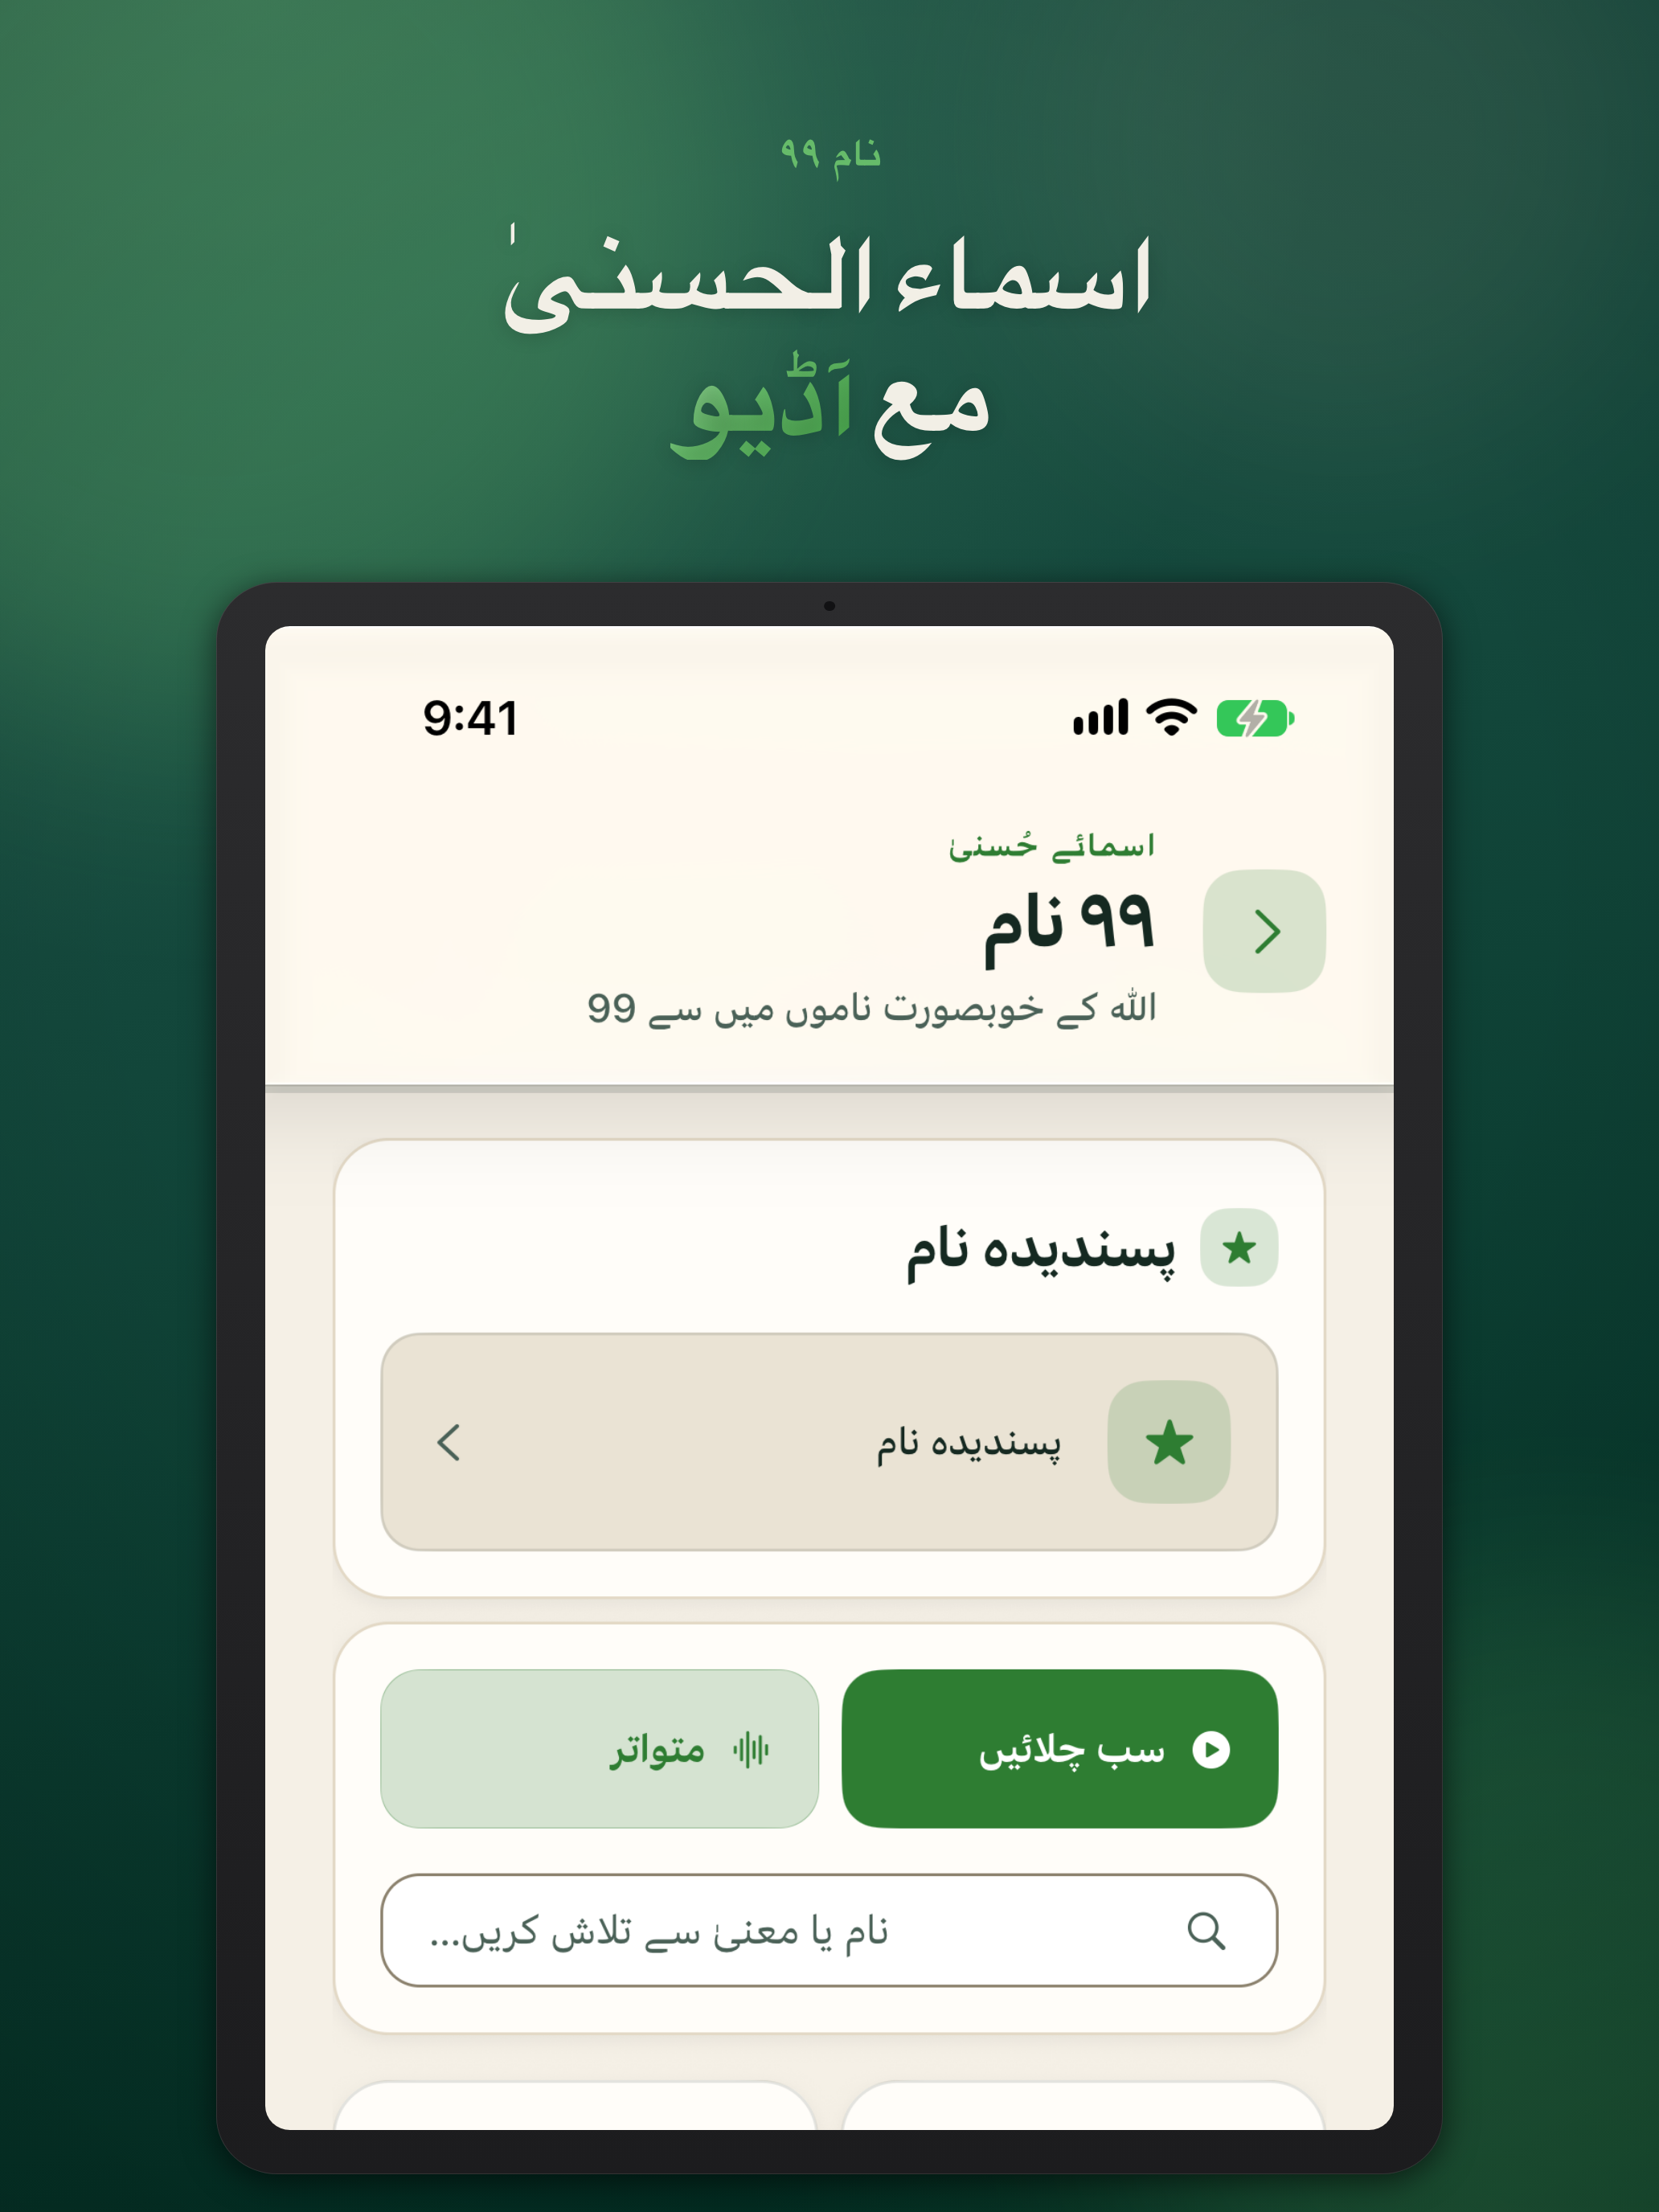 نام ۹۹
اسماء الحسنیٰ
مع آڈیو
9:41
اسمائے حُسنیٰ
۹۹ نام
اللہ کے خوبصورت ناموں میں سے 99
پسندیدہ نام
پسندیدہ نام
سب چلائیں
متواتر
نام یا معنیٰ سے تلاش کریں...